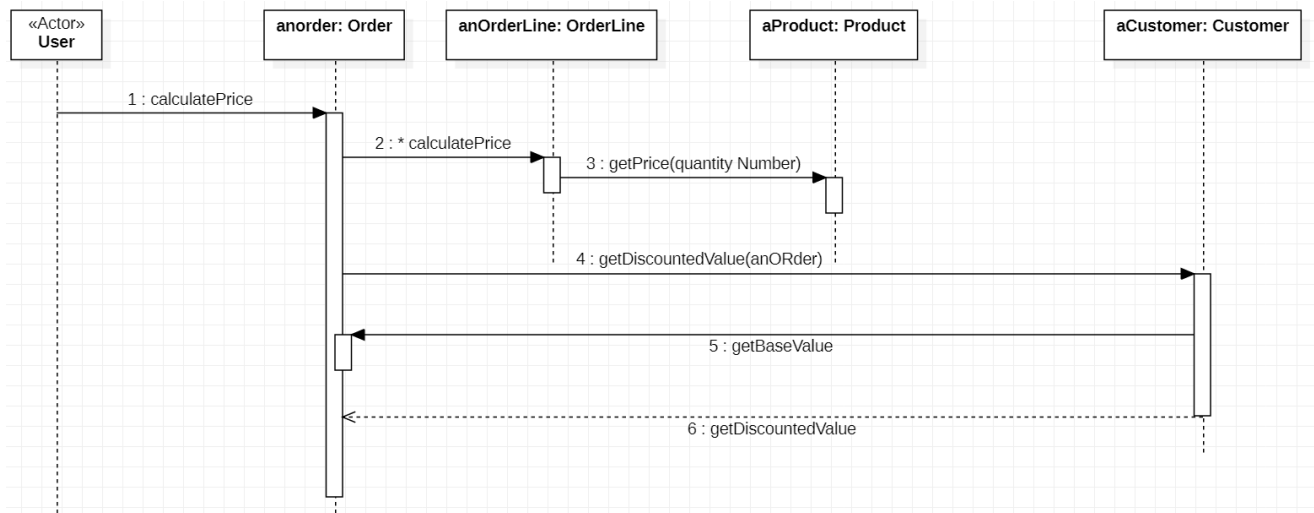 «Actor»
User
anorder: Order
anOrderLine: OrderLine
aProduct: Product
aCustomer: Customer
1 : calculatePrice
2 : * calculatePrice
3 : getPrice(quantity Number)
4 : getDiscountedValue(anORder)
5 : getBaseValue
6 : getDiscountedValue